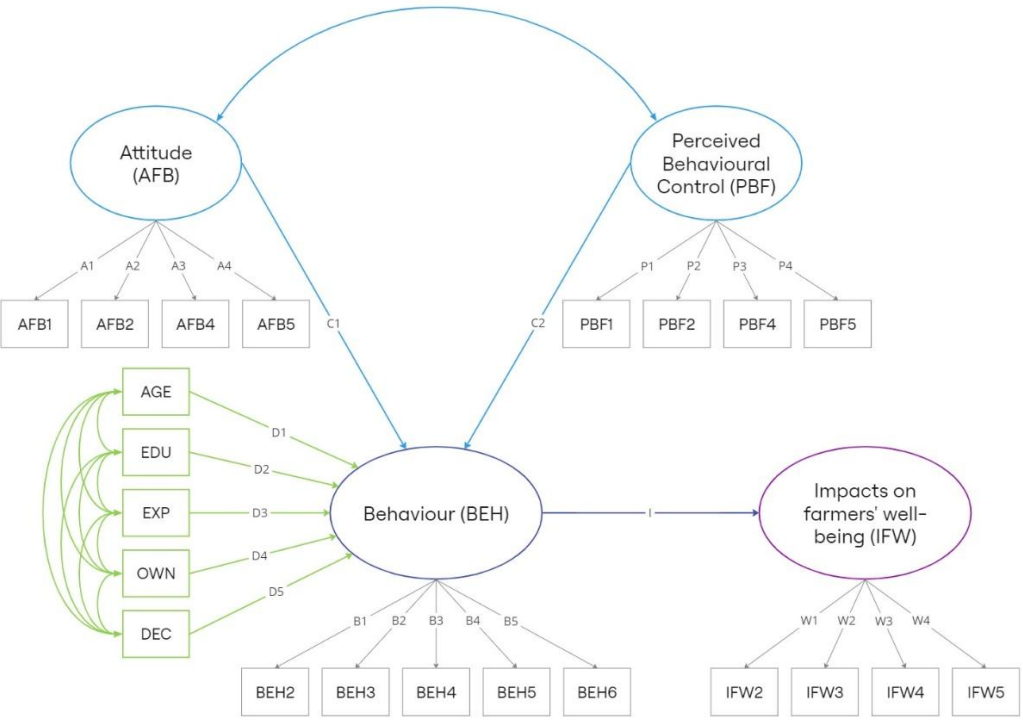 Attitude
(AFB)
Perceived
Behavioural
Control (PBF)
A1 A2 A3 A4
P1 P2 P3 P4
AFB1 AFB2 AFB4 AFB5
C1 C2
PBF1 PBF2 PBF4 PBF5
AGE
D1
EDU
D2
EXP
D3
OWN
D4
DEC
D5
Behaviour (BEH)
I
Impacts on
farmers' well-
being (IFW)
B1 B2 B3 B4 B5
W1 W2 W3 W4
BEH2 BEH3 BEH4 BEH5 BEH6
IFW2 IFW3 IFW4 IFW5